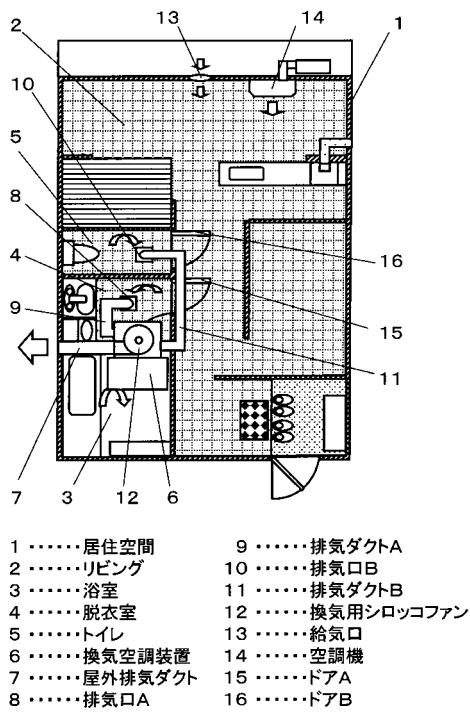 13
14
1
2
10
5
8
4
9
16
15
11
7
3
12
6
1 ・・・・・・居住空間
2 ・・・・・・リビング
3 ・・・・・・浴室
4 ・・・・・・脱衣室
5 ・・・・・・トイレ
6 ・・・・・・換気空調装置
7 ・・・・・・屋外排気ダクト
8 ・・・・・・排気口A
9 ・・・・・・排気ダクトA
10 ・・・・・・排気口B
11 ・・・・・・排気ダクトB
12 ・・・・・・換気用シロッコファン
13 ・・・・・・給気口
14 ・・・・・・空調機
15 ・・・・・・ドアA
16 ・・・・・・ドアB